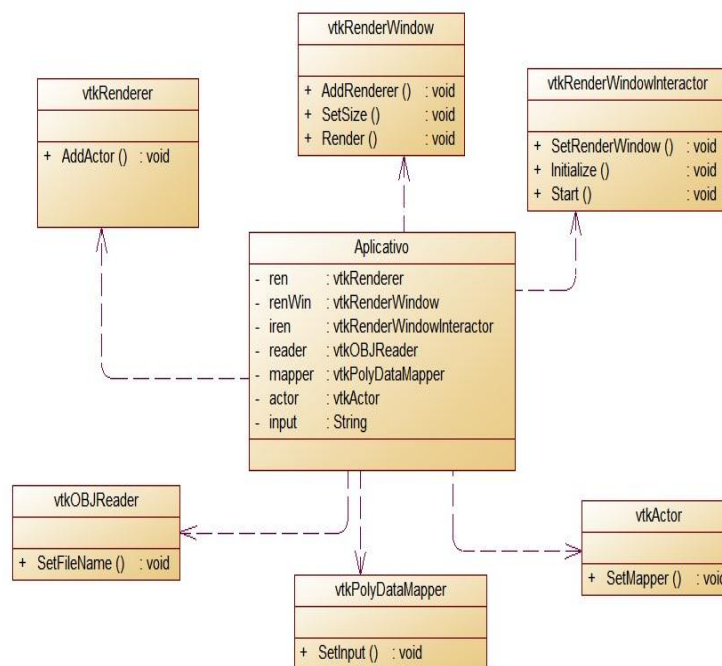 vtkRenderWindow
+ AddRenderer () : void
+ SetSize () : void
+ Render () : void
vtkRenderer
+ AddActor () : void
vtkRenderWindowInteractor
+ SetRenderWindow () : void
+ Initialize () : void
+ Start () : void
Aplicativo
- ren : vtkRenderer
- renWin : vtkRenderWindow
- iren : vtkRenderWindowInteractor
- reader : vtkOBJReader
- mapper : vtkPolyDataMapper
- actor : vtkActor
- input : String
vtkOBJReader
+ SetFileName () : void
vtkActor
+ SetMapper () : void
vtkPolyDataMapper
+ SetInput () : void